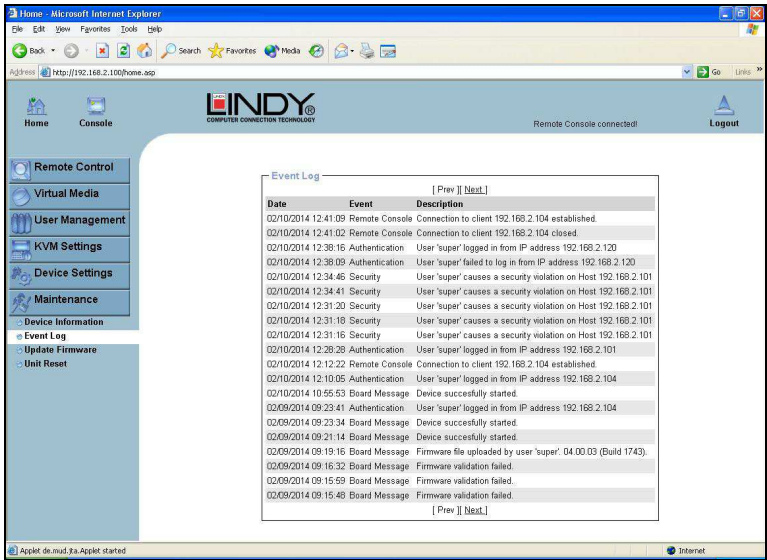 Home - Microsoft Internet Explorer
File Edit View Favorites Tools Help
Back Search Favorites Media
Address http://192.168.2.100/home.asp Go Links »
Home Console
LINDY®
COMPUTER CONNECTION TECHNOLOGY
Remote Console connected!
Logout
Remote Control
Virtual Media
User Management
KVM Settings
Device Settings
Maintenance
Device Information
Event Log
Update Firmware
Unit Reset
Event Log
[ Prev ][ Next ]
Date Event Description
02/10/2014 12:41:09 Remote Console Connection to client 192.168.2.104 established.
02/10/2014 12:41:02 Remote Console Connection to client 192.168.2.104 closed.
02/10/2014 12:38:16 Authentication User 'super' logged in from IP address 192.168.2.120
02/10/2014 12:38:09 Authentication User 'super' failed to log in from IP address 192.168.2.120
02/10/2014 12:34:46 Security User 'super' causes a security violation on Host 192.168.2.101
02/10/2014 12:34:41 Security User 'super' causes a security violation on Host 192.168.2.101
02/10/2014 12:31:20 Security User 'super' causes a security violation on Host 192.168.2.101
02/10/2014 12:31:18 Security User 'super' causes a security violation on Host 192.168.2.101
02/10/2014 12:31:16 Security User 'super' causes a security violation on Host 192.168.2.101
02/10/2014 12:28:28 Authentication User 'super' logged in from IP address 192.168.2.101
02/10/2014 12:12:22 Remote Console Connection to client 192.168.2.104 established.
02/10/2014 12:10:05 Authentication User 'super' logged in from IP address 192.168.2.104
02/10/2014 10:55:53 Board Message Device succesfully started.
02/09/2014 09:23:41 Authentication User 'super' logged in from IP address 192.168.2.104
02/09/2014 09:23:34 Board Message Device succesfully started.
02/09/2014 09:21:14 Board Message Device succesfully started.
02/09/2014 09:19:16 Board Message Firmware file uploaded by user 'super'. 04.00.03 (Build 1743).
02/09/2014 09:16:32 Board Message Firmware validation failed.
02/09/2014 09:15:59 Board Message Firmware validation failed.
02/09/2014 09:15:48 Board Message Firmware validation failed.
[ Prev ][ Next ]
Applet de.mud.jta.Applet started Internet